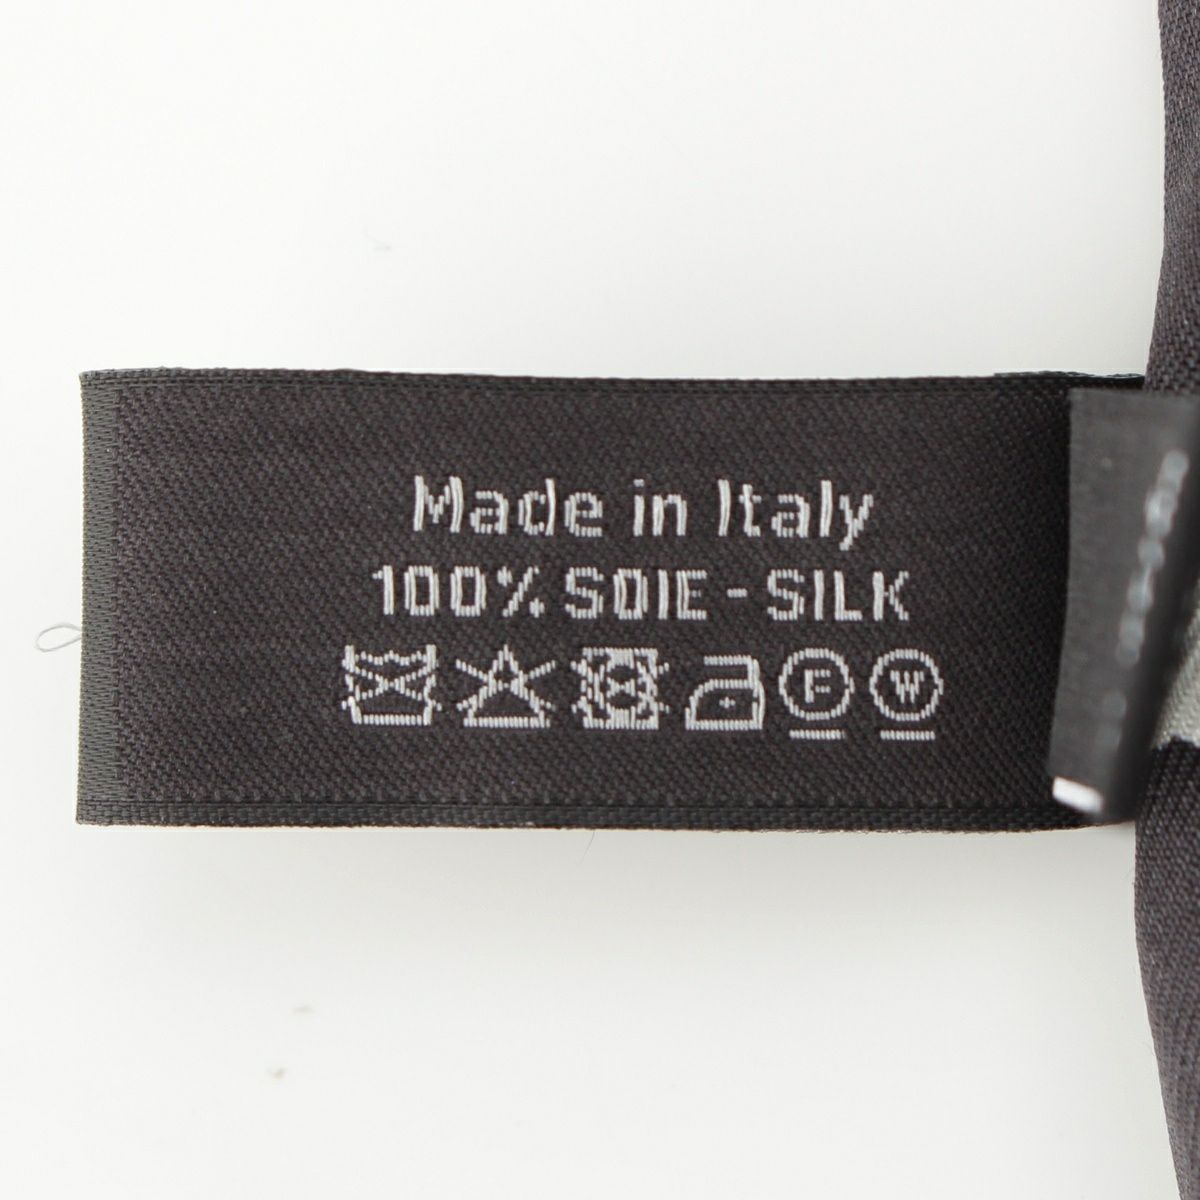 Made in Italy
100% SOIE - SILK
F W